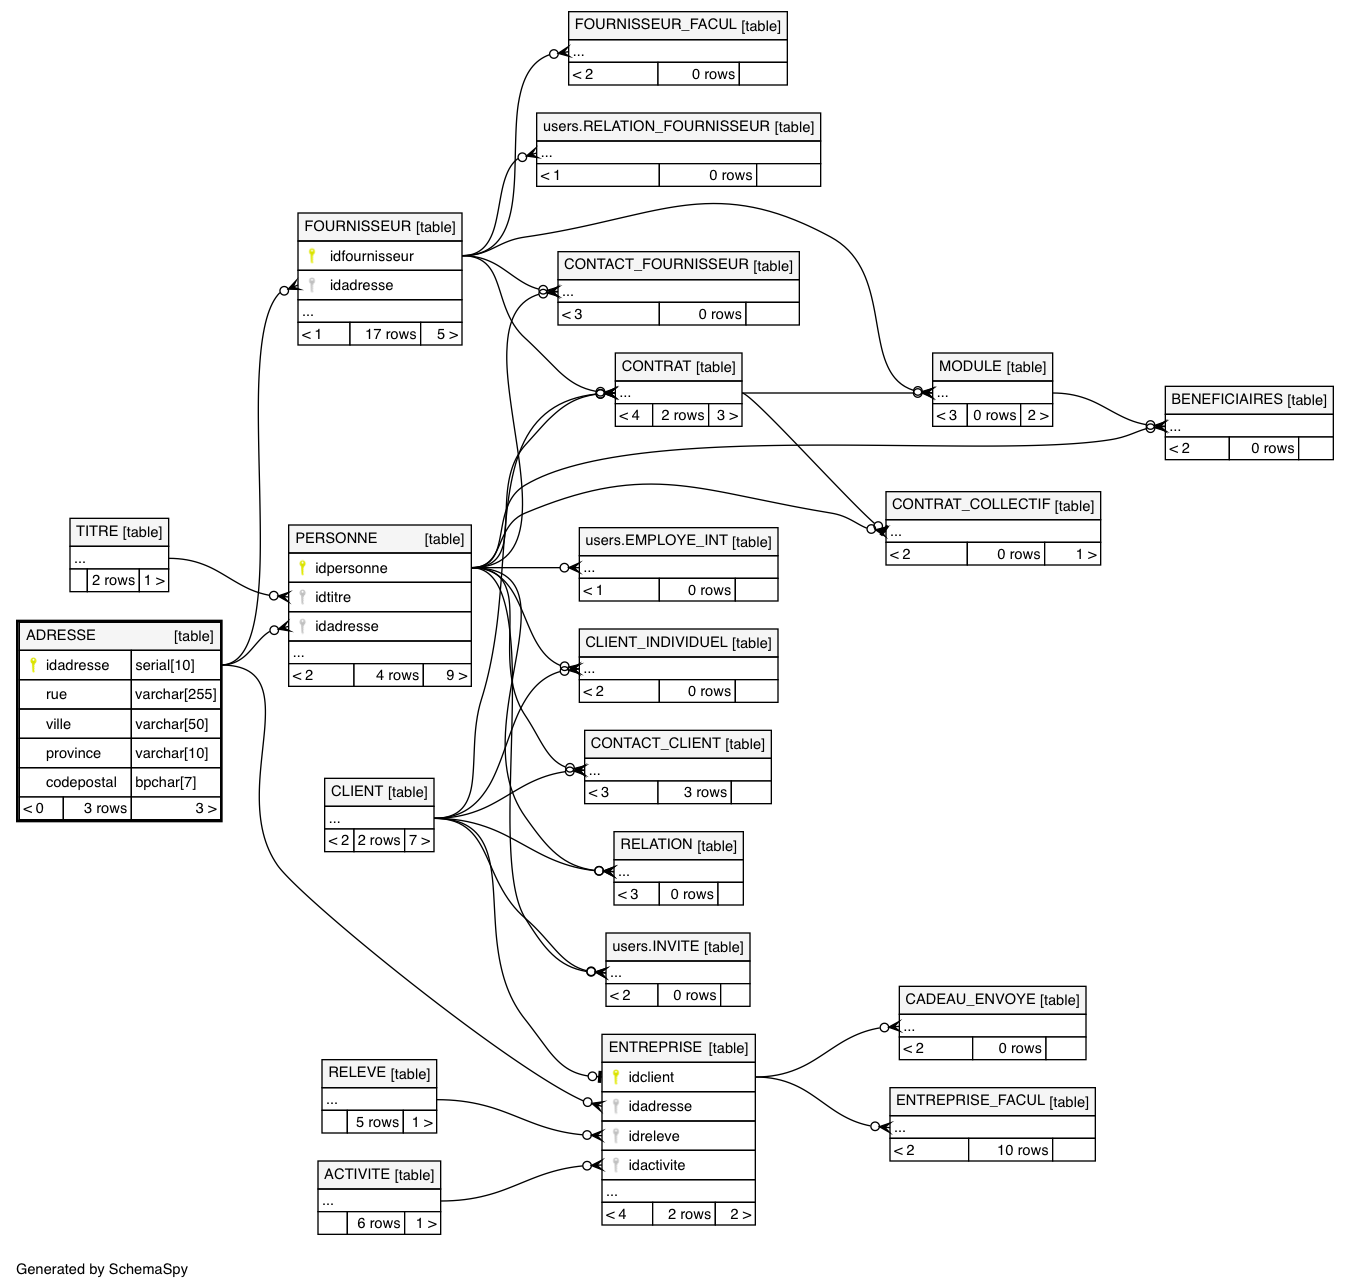 FOURNISSEUR_FACUL [table]
...
< 2 0 rows
users.RELATION_FOURNISSEUR [table]
...
< 1 0 rows
FOURNISSEUR [table]
idfournisseur
idadresse
...
< 1 17 rows 5 >
CONTACT_FOURNISSEUR [table]
...
< 3 0 rows
CONTRAT [table]
...
< 4 2 rows 3 >
MODULE [table]
...
< 3 0 rows 2 >
BENEFICIAIRES [table]
...
< 2 0 rows
CONTRAT_COLLECTIF [table]
...
< 2 0 rows 1 >
TITRE [table]
...
2 rows 1 >
PERSONNE [table]
idpersonne
idtitre
idadresse
...
< 2 4 rows 9 >
users.EMPLOYE_INT [table]
...
< 1 0 rows
ADRESSE [table]
idadresse serial[10]
rue varchar[255]
ville varchar[50]
province varchar[10]
codepostal bpchar[7]
< 0 3 rows 3 >
CLIENT_INDIVIDUEL [table]
...
< 2 0 rows
CONTACT_CLIENT [table]
...
< 3 3 rows
CLIENT [table]
...
< 2 2 rows 7 >
RELATION [table]
...
< 3 0 rows
users.INVITE [table]
...
< 2 0 rows
ENTREPRISE [table]
idclient
idadresse
idreleve
idactivite
...
< 4 2 rows 2 >
CADEAU_ENVOYE [table]
...
< 2 0 rows
RELEVE [table]
...
5 rows 1 >
ENTREPRISE_FACUL [table]
...
< 2 10 rows
ACTIVITE [table]
...
6 rows 1 >
Generated by SchemaSpy